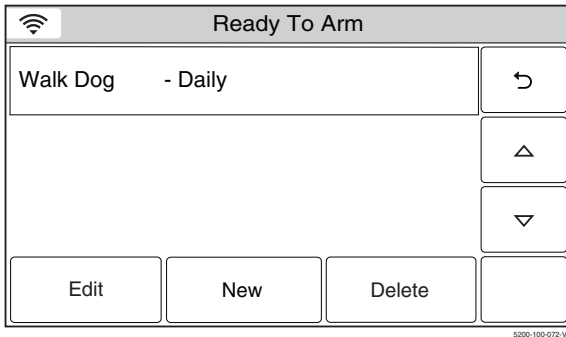 Ready To Arm
Walk Dog - Daily
Edit New Delete
5200-100-072-V